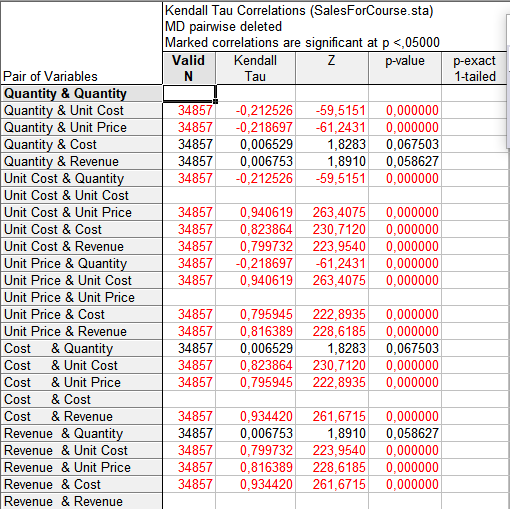 Kendall Tau Correlations (SalesForCourse.sta)
MD pairwise deleted
Marked correlations are significant at p <,05000
Pair of Variables Valid N Kendall Tau Z p-value p-exact 1-tailed
Quantity & Quantity
Quantity & Unit Cost 34857 -0,212526 -59,5151 0,000000
Quantity & Unit Price 34857 -0,218697 -61,2431 0,000000
Quantity & Cost 34857 0,006529 1,8283 0,067503
Quantity & Revenue 34857 0,006753 1,8910 0,058627
Unit Cost & Quantity 34857 -0,212526 -59,5151 0,000000
Unit Cost & Unit Cost
Unit Cost & Unit Price 34857 0,940619 263,4075 0,000000
Unit Cost & Cost 34857 0,823864 230,7120 0,000000
Unit Cost & Revenue 34857 0,799732 223,9540 0,000000
Unit Price & Quantity 34857 -0,218697 -61,2431 0,000000
Unit Price & Unit Cost 34857 0,940619 263,4075 0,000000
Unit Price & Unit Price
Unit Price & Cost 34857 0,795945 222,8935 0,000000
Unit Price & Revenue 34857 0,816389 228,6185 0,000000
Cost & Quantity 34857 0,006529 1,8283 0,067503
Cost & Unit Cost 34857 0,823864 230,7120 0,000000
Cost & Unit Price 34857 0,795945 222,8935 0,000000
Cost & Cost
Cost & Revenue 34857 0,934420 261,6715 0,000000
Revenue & Quantity 34857 0,006753 1,8910 0,058627
Revenue & Unit Cost 34857 0,799732 223,9540 0,000000
Revenue & Unit Price 34857 0,816389 228,6185 0,000000
Revenue & Cost 34857 0,934420 261,6715 0,000000
Revenue & Revenue